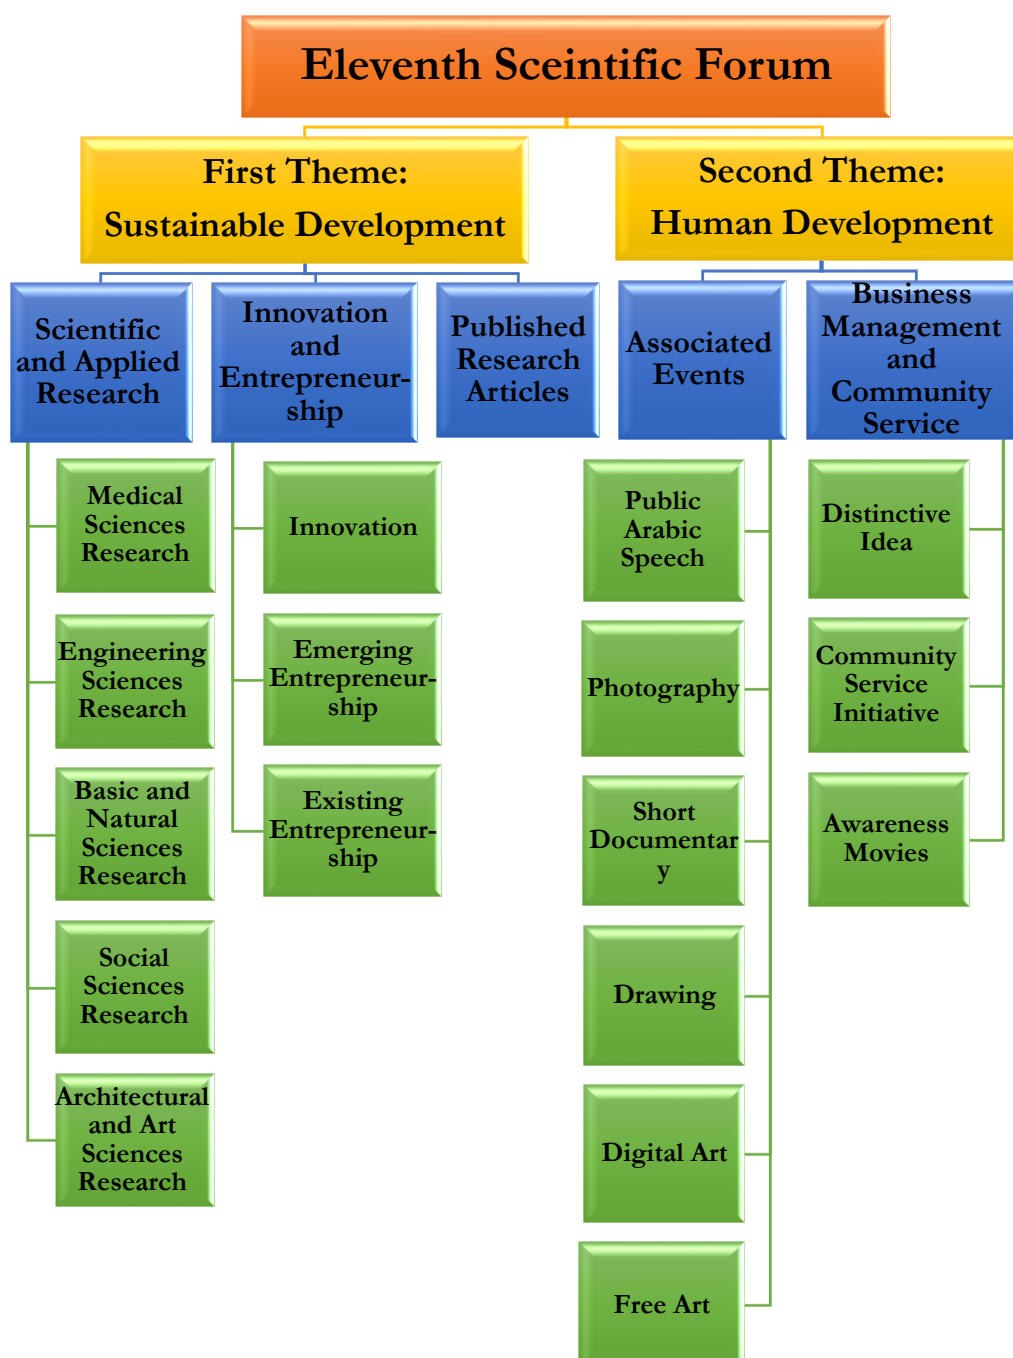 Eleventh Sceintific Forum
First Theme:
Sustainable Development
Second Theme:
Human Development
Scientific
and Applied
Research
Innovation
and
Entrepreneur-
ship
Published
Research
Articles
Associated
Events
Business
Management
and
Community
Service
Medical
Sciences
Research
Engineering
Sciences
Research
Basic and
Natural
Sciences
Research
Social
Sciences
Research
Architectural
and Art
Sciences
Research
Innovation
Emerging
Entrepreneur-
ship
Existing
Entrepreneur-
ship
Public
Arabic
Speech
Photography
Short
Documentar
y
Drawing
Digital Art
Free Art
Distinctive
Idea
Community
Service
Initiative
Awareness
Movies